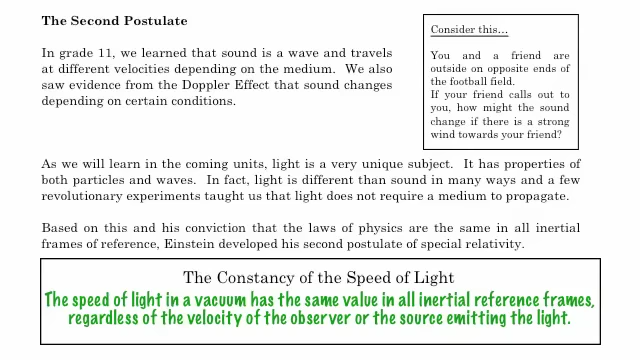 The Second Postulate
In grade 11, we learned that sound is a wave and travels
at different velocities depending on the medium. We also
saw evidence from the Doppler Effect that sound changes
depending on certain conditions.
Consider this...
You and a friend are
outside on opposite ends of
the football field.
If your friend calls out to
you, how might the sound
change if there is a strong
wind towards your friend?
As we will learn in the coming units, light is a very unique subject. It has properties of
both particles and waves. In fact, light is different than sound in many ways and a few
revolutionary experiments taught us that light does not require a medium to propagate.
Based on this and his conviction that the laws of physics are the same in all inertial
frames of reference, Einstein developed his second postulate of special relativity.
The Constancy of the Speed of Light
The speed of light in a vacuum has the same value in all inertial reference frames,
regardless of the velocity of the observer or the source emitting the light.